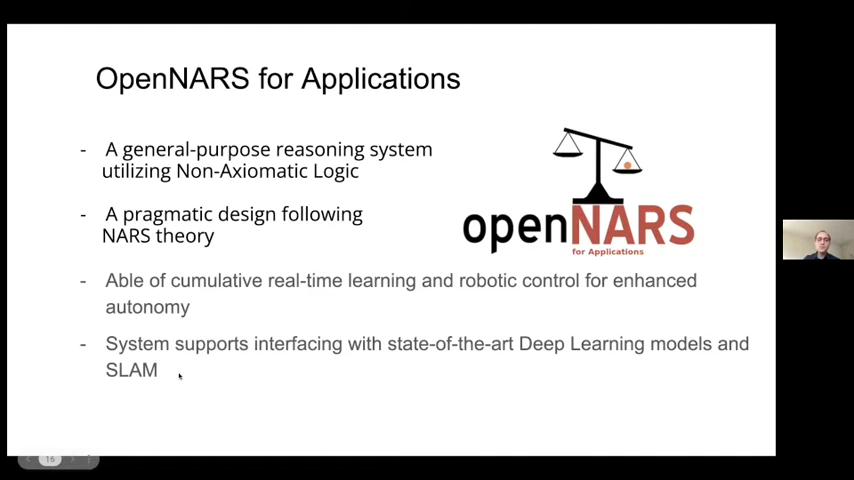 OpenNARS for Applications
- A general-purpose reasoning system
utilizing Non-Axiomatic Logic
- A pragmatic design following
NARS theory
openNARS
for Applications
- Able of cumulative real-time learning and robotic control for enhanced
autonomy
- System supports interfacing with state-of-the-art Deep Learning models and
SLAM
16